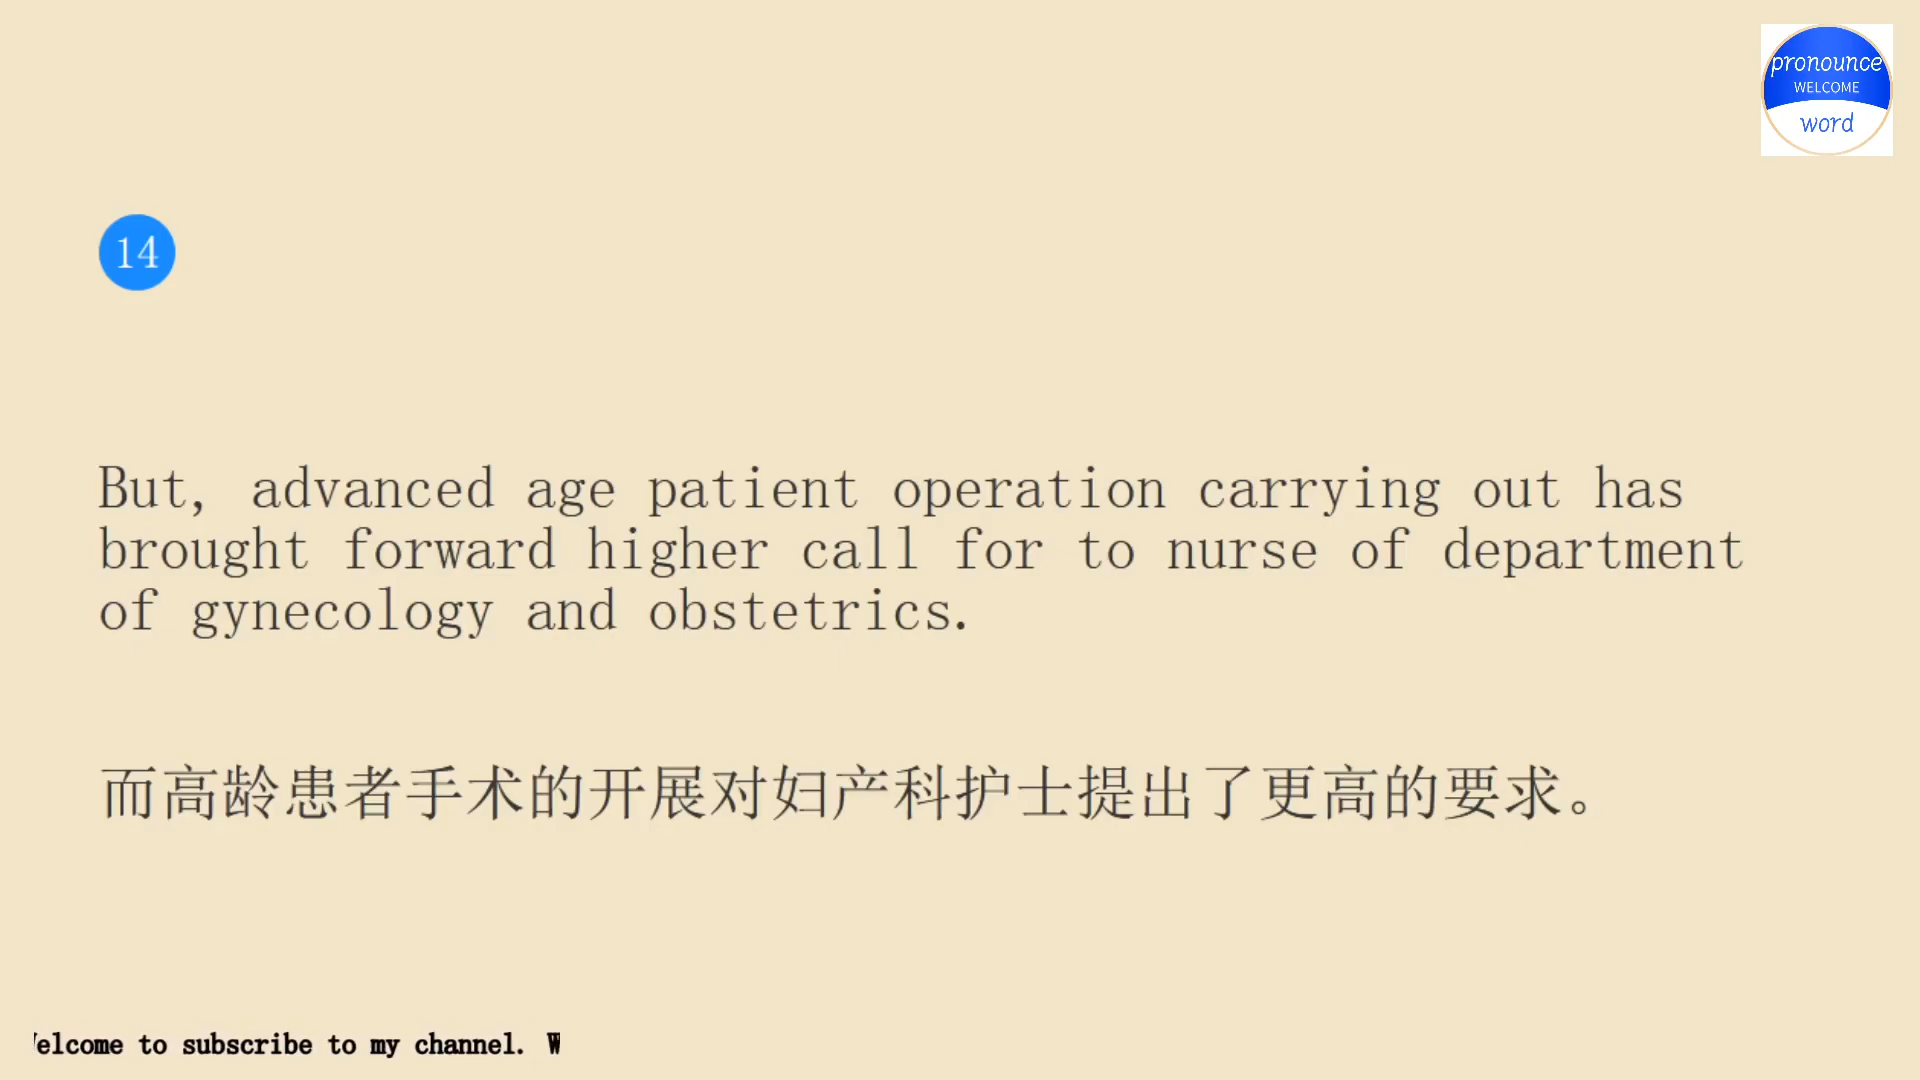 pronounce
WELCOME
word
14
But, advanced age patient operation carrying out has
brought forward higher call for to nurse of department
of gynecology and obstetrics.
而高龄患者手术的开展对妇产科护士提出了更高的要求。
elcome to subscribe to my channel. W